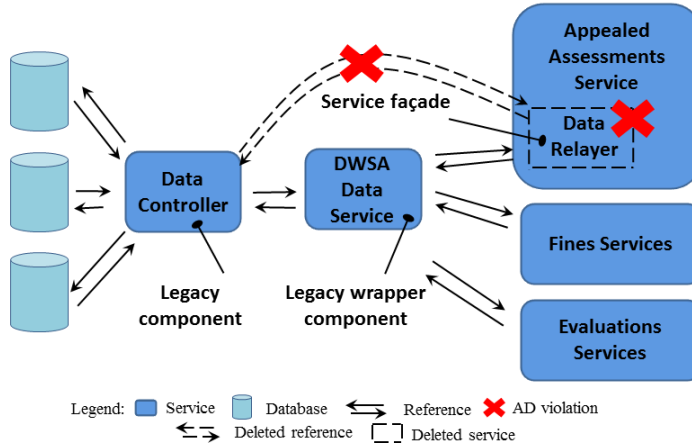 Appealed
Assessments
Service
Service façade
Data
Relayer
Data
Controller
DWSA
Data
Service
Fines Services
Legacy
component
Legacy wrapper
component
Evaluations
Services
Legend: Service Database Reference AD violation
Deleted reference Deleted service